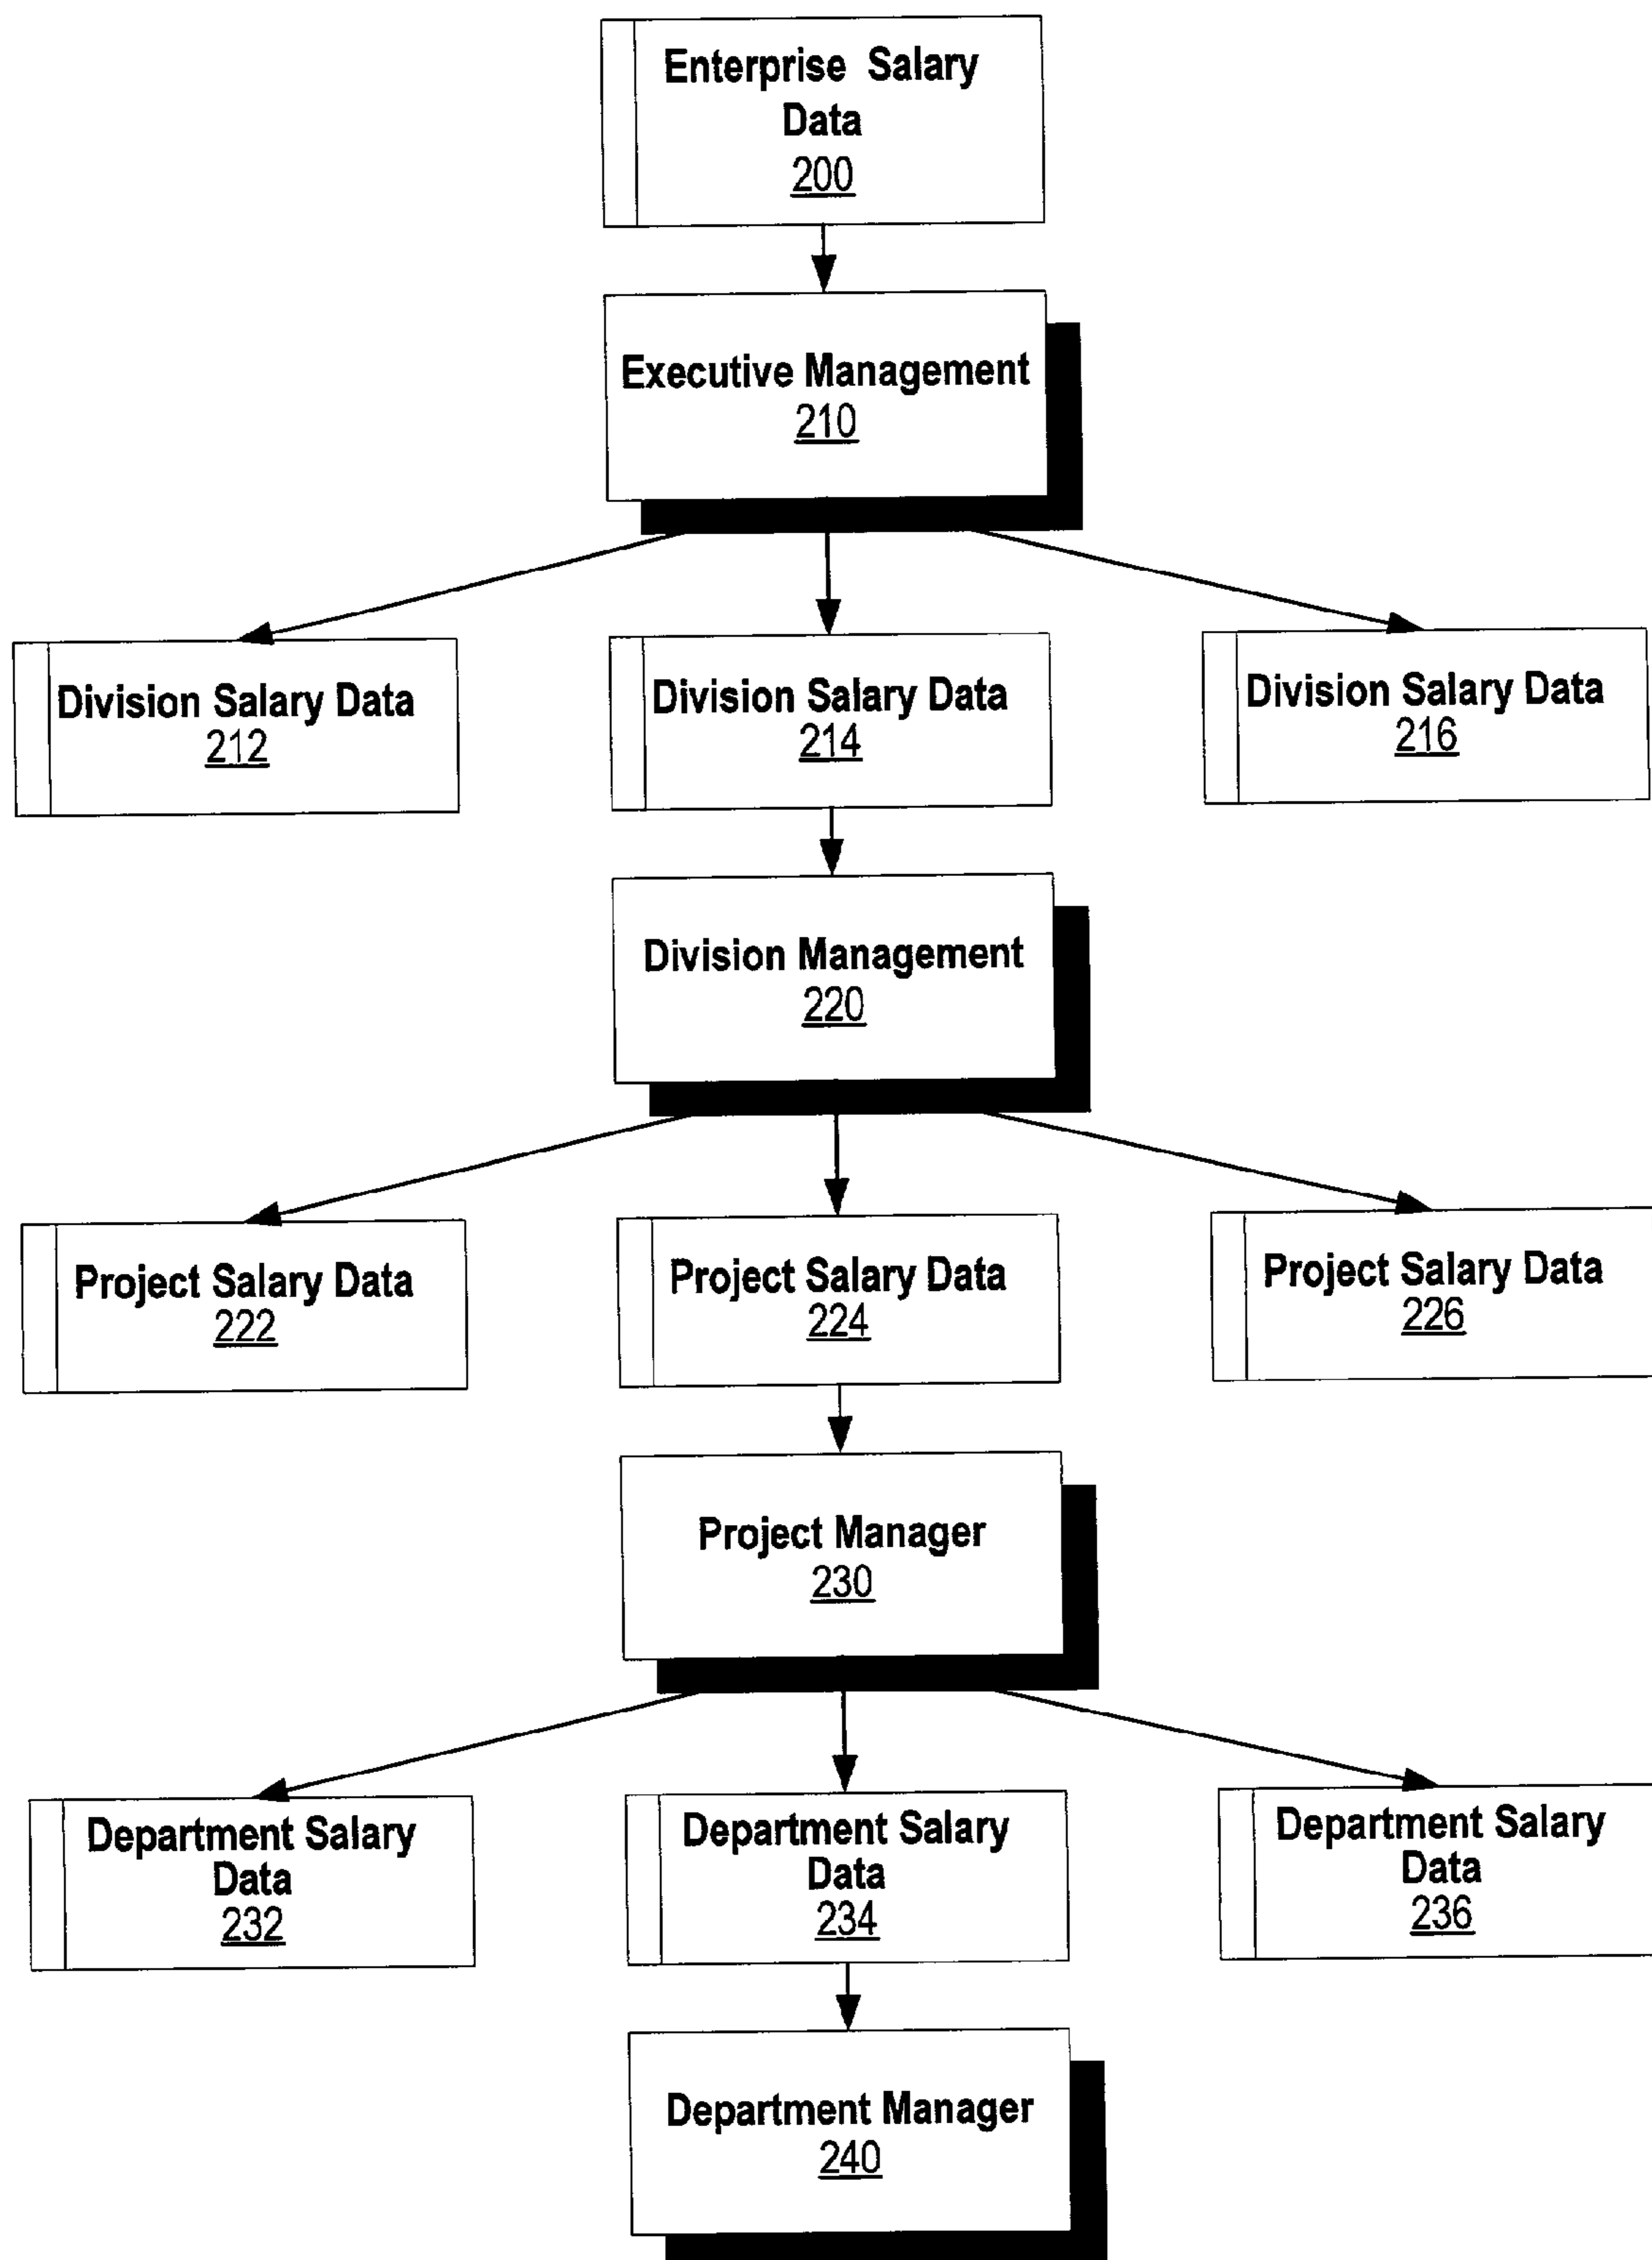 Enterprise Salary
Data
200
Executive Management
210
Division Salary Data
212
Division Salary Data
214
Division Salary Data
216
Division Management
220
Project Salary Data
222
Project Salary Data
224
Project Salary Data
226
Project Manager
230
Department Salary
Data
232
Department Salary
Data
234
Department Salary
Data
236
Department Manager
240